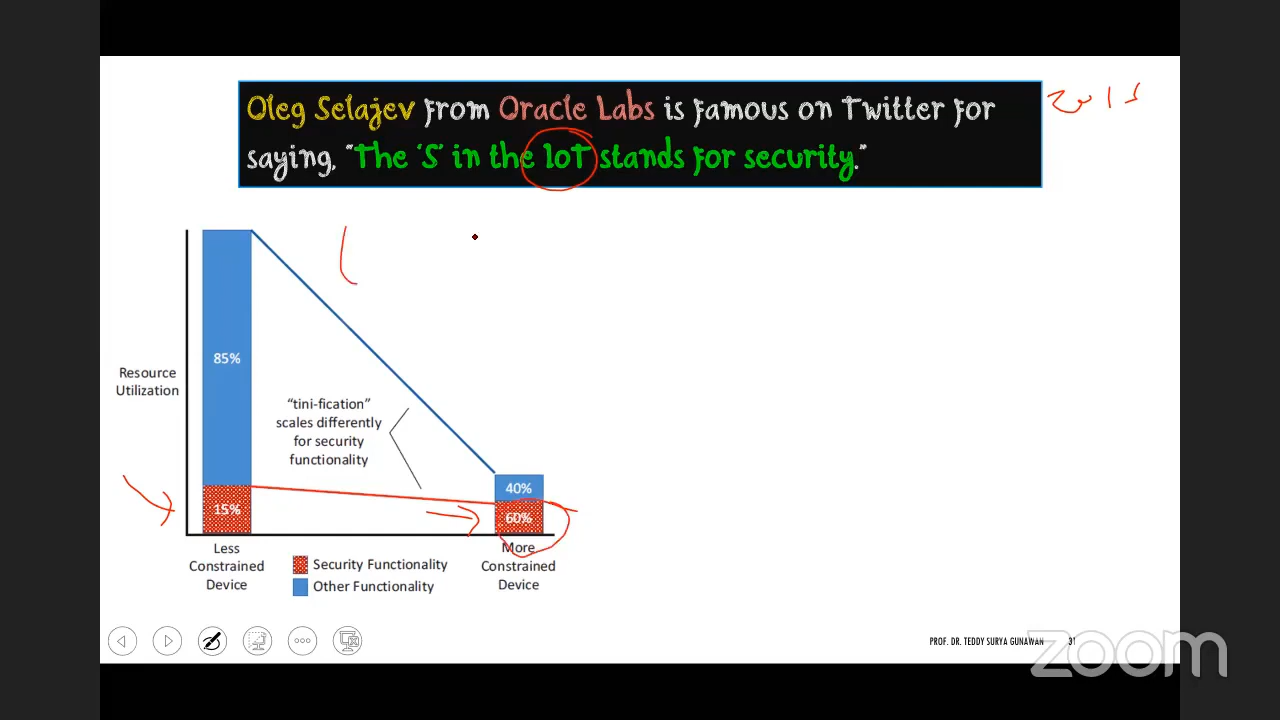 Oleg Selajev from Oracle Labs is famous on Twitter for
saying, "The 'S' in the IoT stands for security."
85%
Resource
Utilization
"tini-fication"
scales differently
for security
functionality
40%
15%
60%
Less
Constrained
Device
More
Constrained
Device
Security Functionality
Other Functionality
PROF. DR. TEDDY SURYA GUNAWAN
31
zoom